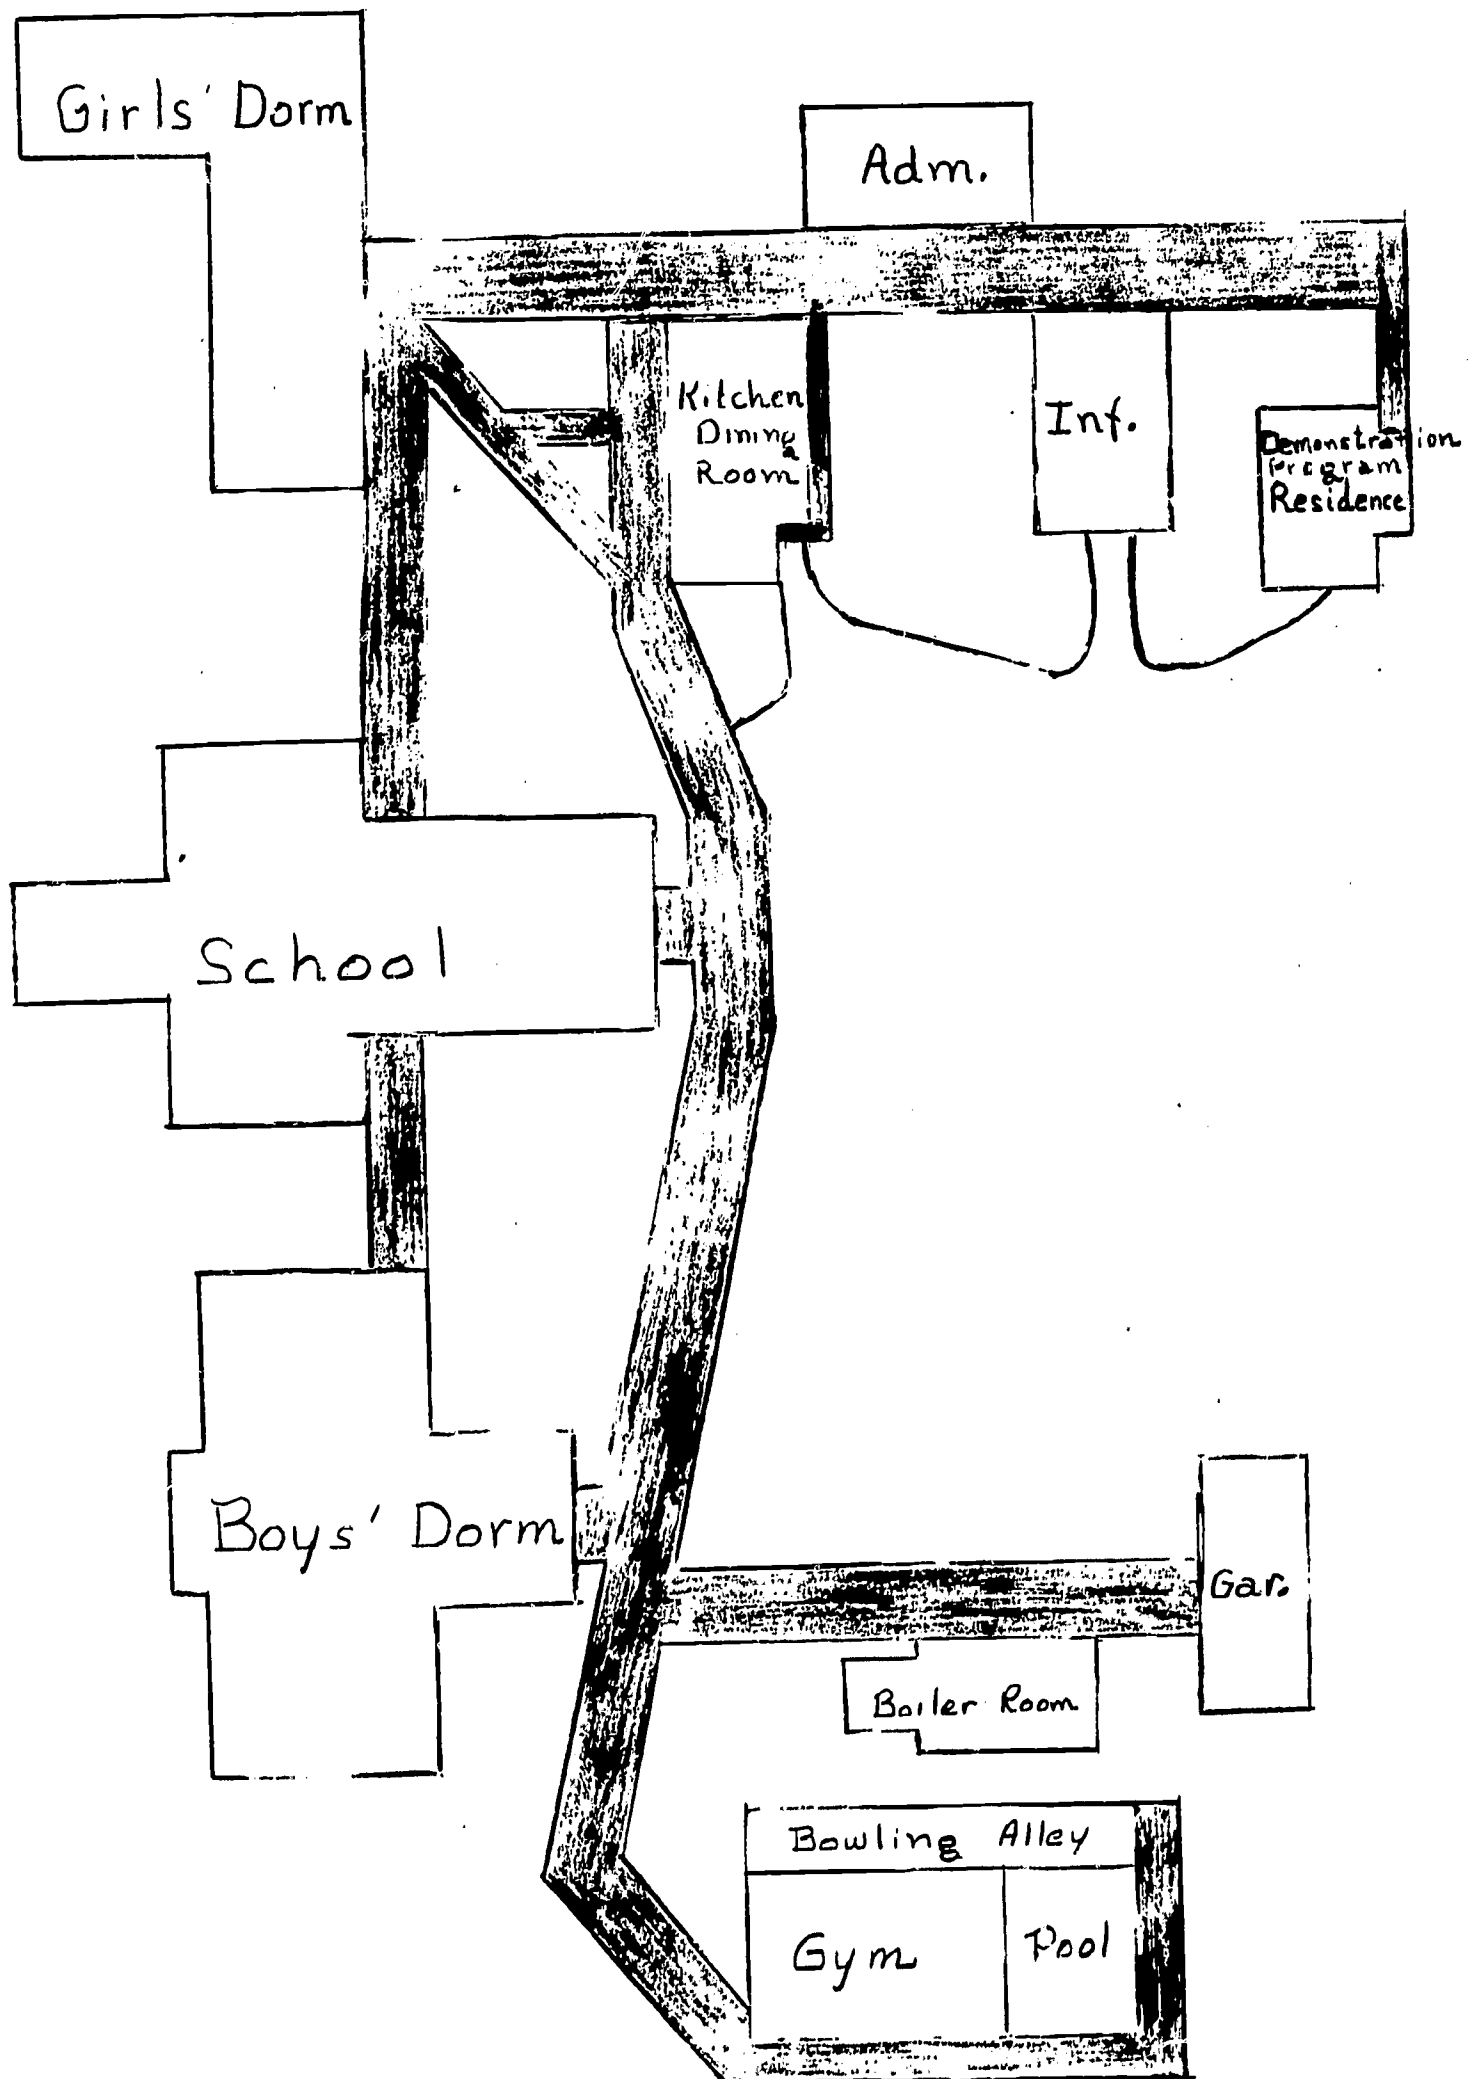 Girls' Dorm
Adm.
Kitchen
Dining
Room
Inf.
Demonstration
Program
Residence
School
Boys' Dorm
Gar.
Boiler Room
Bowling Alley
Gym
Pool